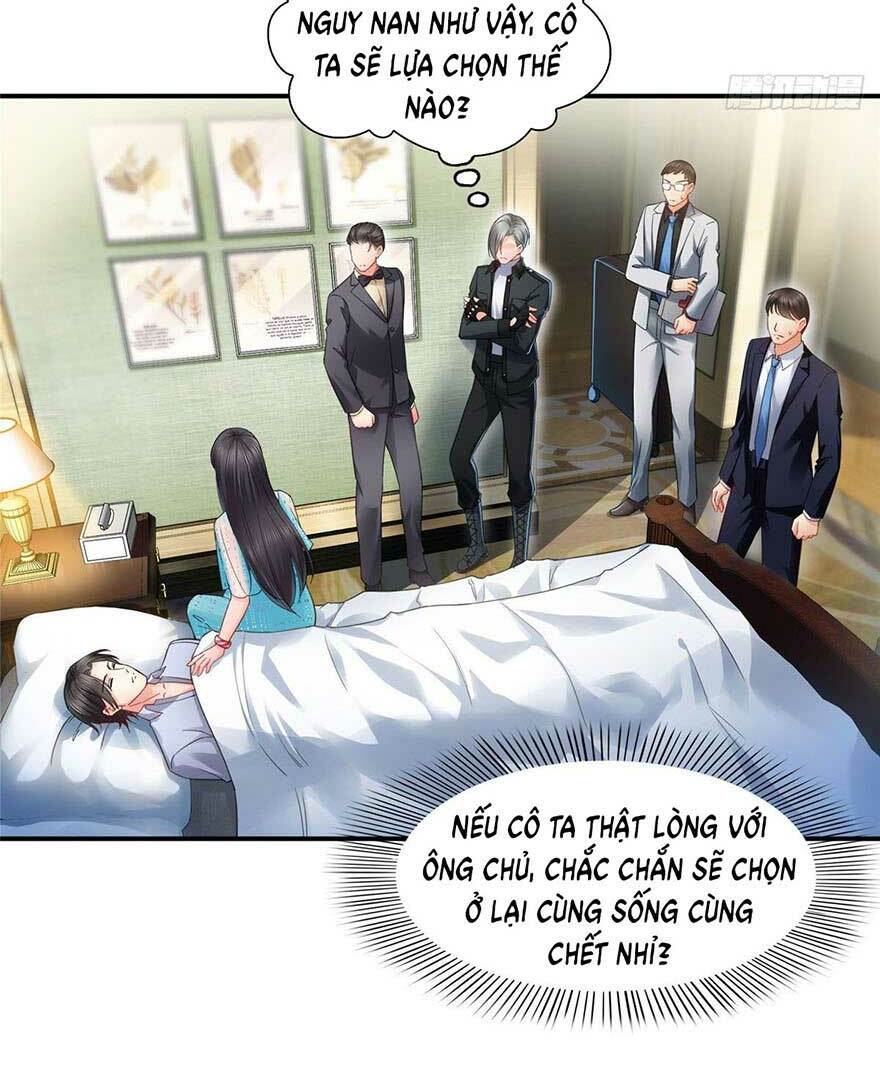 NGUY NAN NHƯ VẬY, CÔ
TA SẼ LỰA CHỌN THẾ
NÀO?
NẾU CÔ TA THẬT LÒNG VỚI
ÔNG CHỦ, CHẮC CHẮN SẼ CHỌN
Ở LẠI CÙNG SỐNG CÙNG
CHẾT NHỈ?